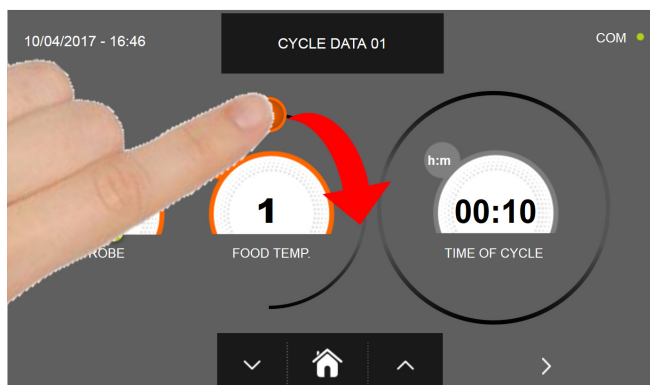 10/04/2017 - 16:46
CYCLE DATA 01
COM
h:m
1
00:10
ROBE
FOOD TEMP.
TIME OF CYCLE